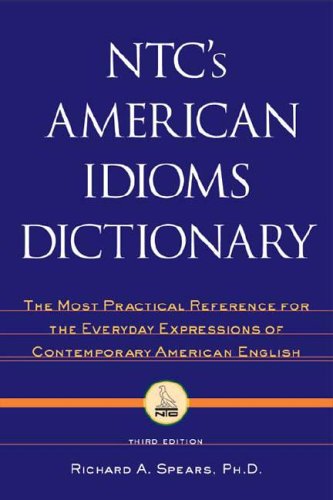 NTC's
AMERICAN
IDIOMS
DICTIONARY
THE MOST PRACTICAL REFERENCE FOR
THE EVERYDAY EXPRESSIONS OF
CONTEMPORARY AMERICAN ENGLISH
NTC
THIRD EDITION
RICHARD A. SPEARS, PH.D.